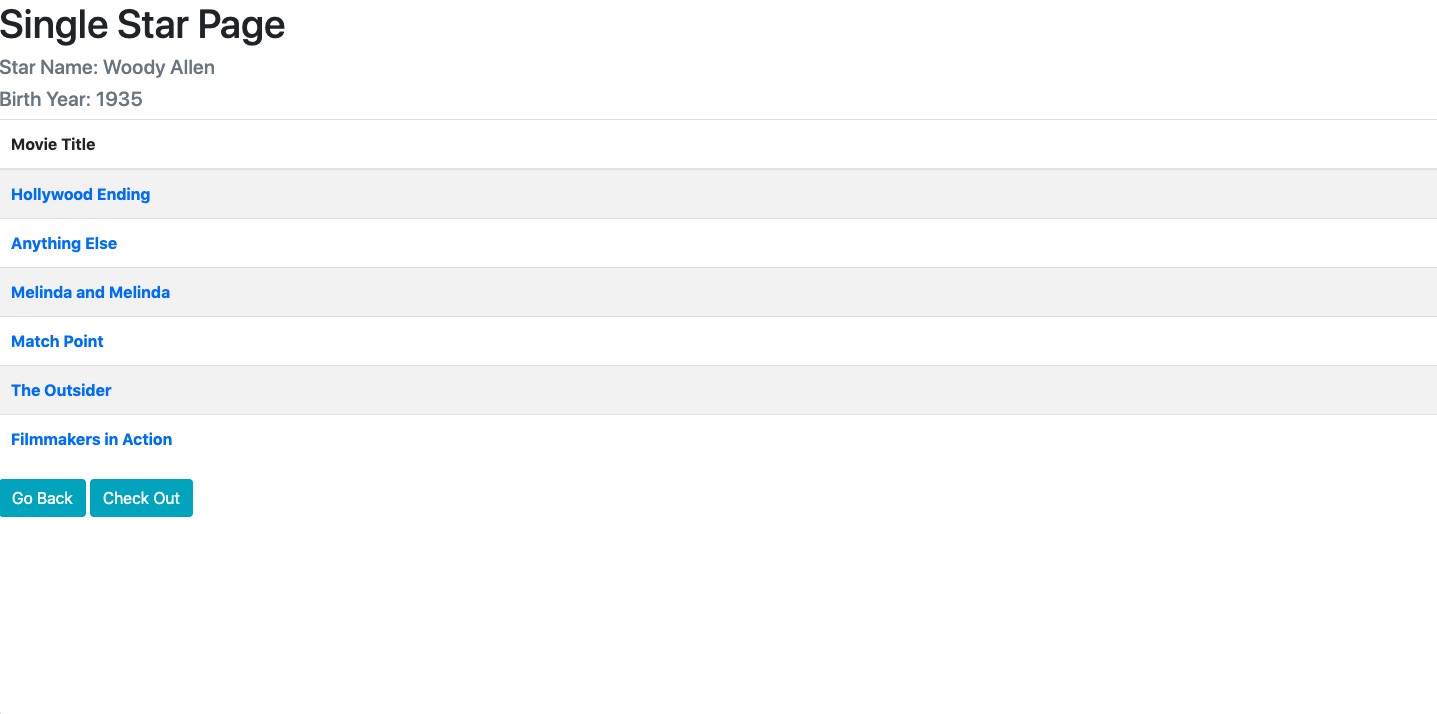 Single Star Page
Star Name: Woody Allen
Birth Year: 1935
Movie Title
Hollywood Ending
Anything Else
Melinda and Melinda
Match Point
The Outsider
Filmmakers in Action
Go Back Check Out